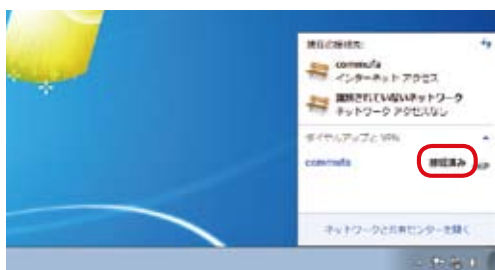 現在の接続先:
commufa
インターネット アクセス
識別されていないネットワーク
ネットワーク アクセスなし
ダイヤルアップと VPN
commufa 接続済み
ネットワークと共有センターを開く